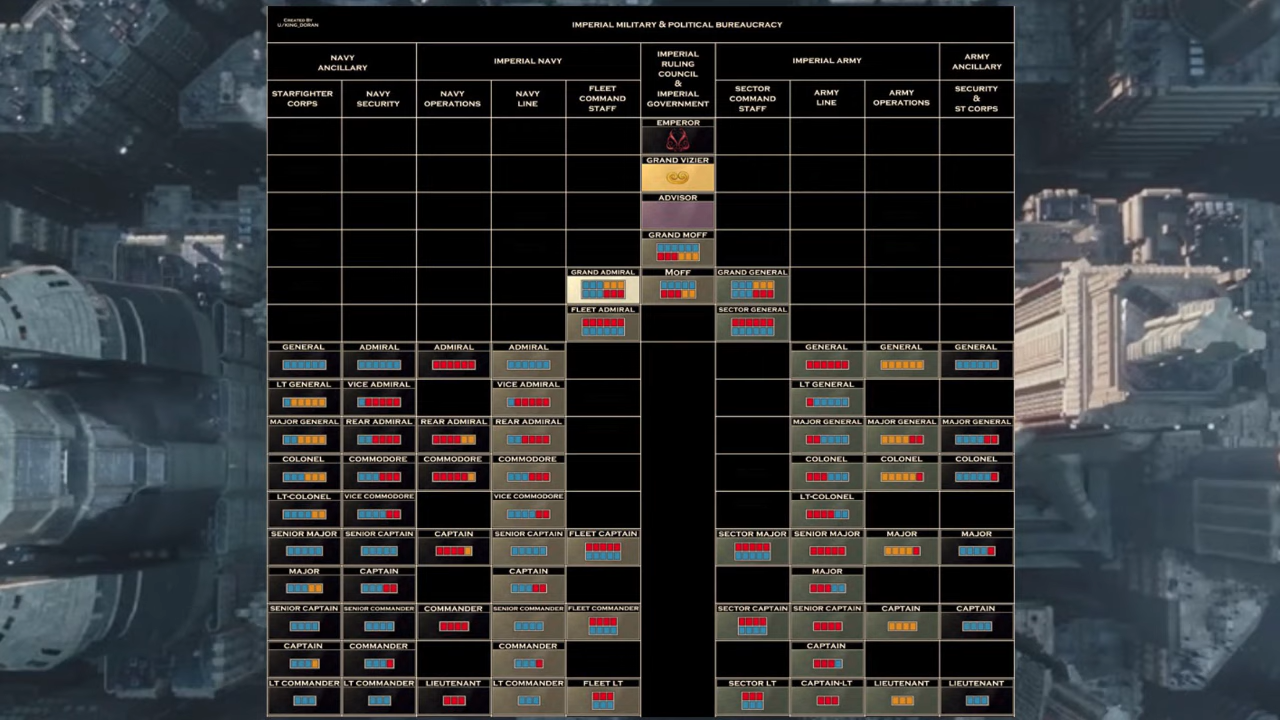 CREATED BY
U/KING_DORAN
IMPERIAL MILITARY & POLITICAL BUREAUCRACY
NAVY
ANCILLARY
IMPERIAL NAVY
IMPERIAL
RULING
COUNCIL
&
IMPERIAL
GOVERNMENT
IMPERIAL ARMY
ARMY
ANCILLARY
STARFIGHTER
CORPS
NAVY
SECURITY
NAVY
OPERATIONS
NAVY
LINE
FLEET
COMMAND
STAFF
SECTOR
COMMAND
STAFF
ARMY
LINE
ARMY
OPERATIONS
SECURITY
&
ST CORPS
EMPEROR
GRAND VIZIER
ADVISOR
GRAND MOFF
GRAND ADMIRAL
MOFF
GRAND GENERAL
FLEET ADMIRAL
SECTOR GENERAL
GENERAL
ADMIRAL
ADMIRAL
ADMIRAL
GENERAL
GENERAL
GENERAL
LT GENERAL
VICE ADMIRAL
VICE ADMIRAL
LT GENERAL
MAJOR GENERAL
REAR ADMIRAL
REAR ADMIRAL
REAR ADMIRAL
MAJOR GENERAL
MAJOR GENERAL
MAJOR GENERAL
COLONEL
COMMODORE
COMMODORE
COMMODORE
COLONEL
COLONEL
COLONEL
LT-COLONEL
VICE COMMODORE
VICE COMMODORE
LT-COLONEL
SENIOR MAJOR
SENIOR CAPTAIN
CAPTAIN
SENIOR CAPTAIN
FLEET CAPTAIN
SECTOR MAJOR
SENIOR MAJOR
MAJOR
MAJOR
MAJOR
CAPTAIN
CAPTAIN
MAJOR
SENIOR CAPTAIN
SENIOR COMMANDER
COMMANDER
SENIOR COMMANDER
FLEET COMMANDER
SECTOR CAPTAIN
SENIOR CAPTAIN
CAPTAIN
CAPTAIN
CAPTAIN
COMMANDER
COMMANDER
CAPTAIN
LT COMMANDER
LT COMMANDER
LIEUTENANT
LT COMMANDER
FLEET LT
SECTOR LT
CAPTAIN-LT
LIEUTENANT
LIEUTENANT